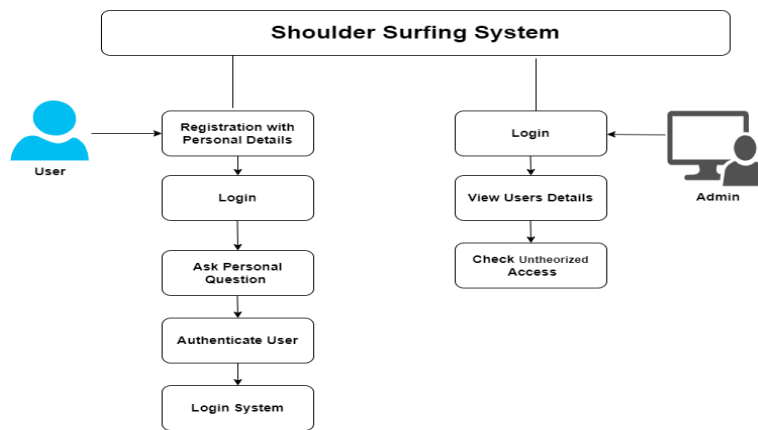 Shoulder Surfing System
User
Registration with
Personal Details
Login
Ask Personal
Question
Authenticate User
Login System
Login
View Users Details
Check Untheorized
Access
Admin